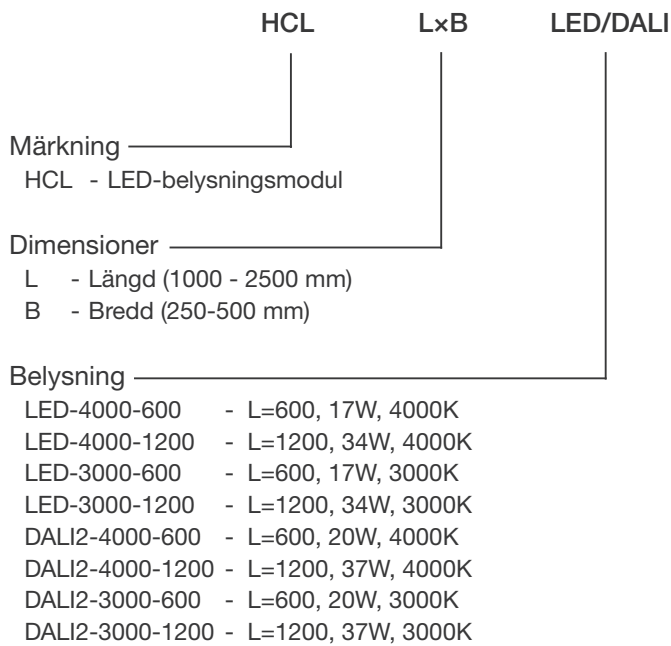 HCL L×B LED/DALI
Märkning
HCL - LED-belysningsmodul
Dimensioner
L - Längd (1000 - 2500 mm)
B - Bredd (250-500 mm)
Belysning
LED-4000-600 - L=600, 17W, 4000K
LED-4000-1200 - L=1200, 34W, 4000K
LED-3000-600 - L=600, 17W, 3000K
LED-3000-1200 - L=1200, 34W, 3000K
DALI2-4000-600 - L=600, 20W, 4000K
DALI2-4000-1200 - L=1200, 37W, 4000K
DALI2-3000-600 - L=600, 20W, 3000K
DALI2-3000-1200 - L=1200, 37W, 3000K